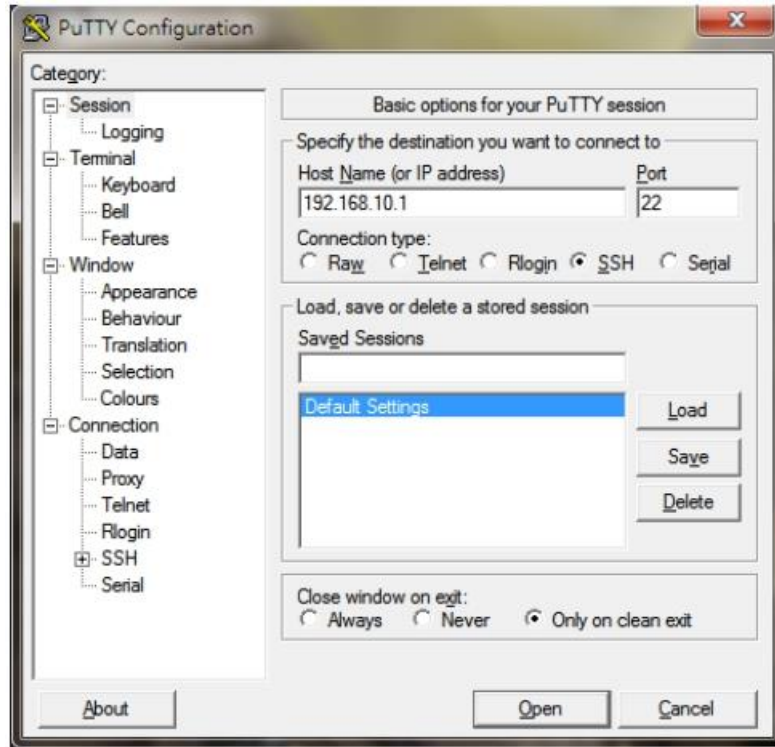 PuTTY Configuration
Category:
Session
Logging
Terminal
Keyboard
Bell
Features
Window
Appearance
Behaviour
Translation
Selection
Colours
Connection
Data
Proxy
Telnet
Rlogin
SSH
Serial
Basic options for your PuTTY session
Specify the destination you want to connect to
Host Name (or IP address) Port
192.168.10.1 22
Connection type:
Raw Telnet Rlogin SSH Serial
Load, save or delete a stored session
Saved Sessions
Default Settings
Load
Save
Delete
Close window on exit:
Always Never Only on clean exit
About Open Cancel